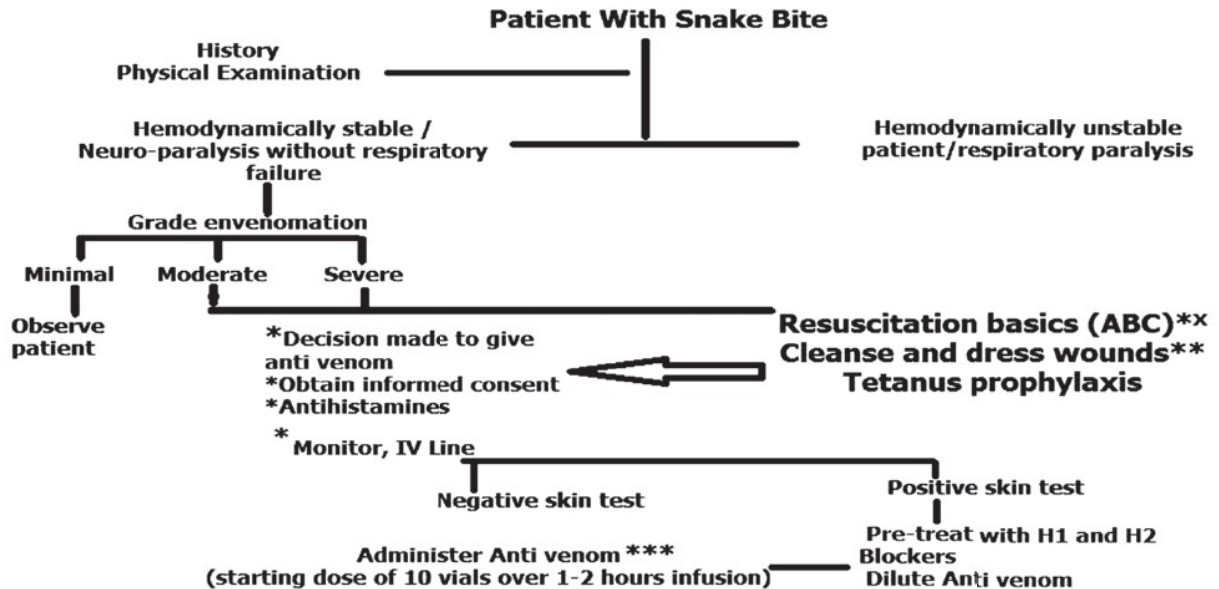 Patient With Snake Bite
History
Physical Examination
Hemodynamically stable /
Neuro-paralysis without respiratory
failure
Hemodynamically unstable
patient/respiratory paralysis
Grade envenomation
Minimal
Moderate
Severe
Observe
patient
*Decision made to give
anti venom
*Obtain informed consent
*Antihistamines
* Monitor, IV Line
Resuscitation basics (ABC)*x
Cleanse and dress wounds**
Tetanus prophylaxis
Negative skin test
Positive skin test
Pre-treat with H1 and H2
Blockers
Dilute Anti venom
Administer Anti venom ***
(starting dose of 10 vials over 1-2 hours infusion)